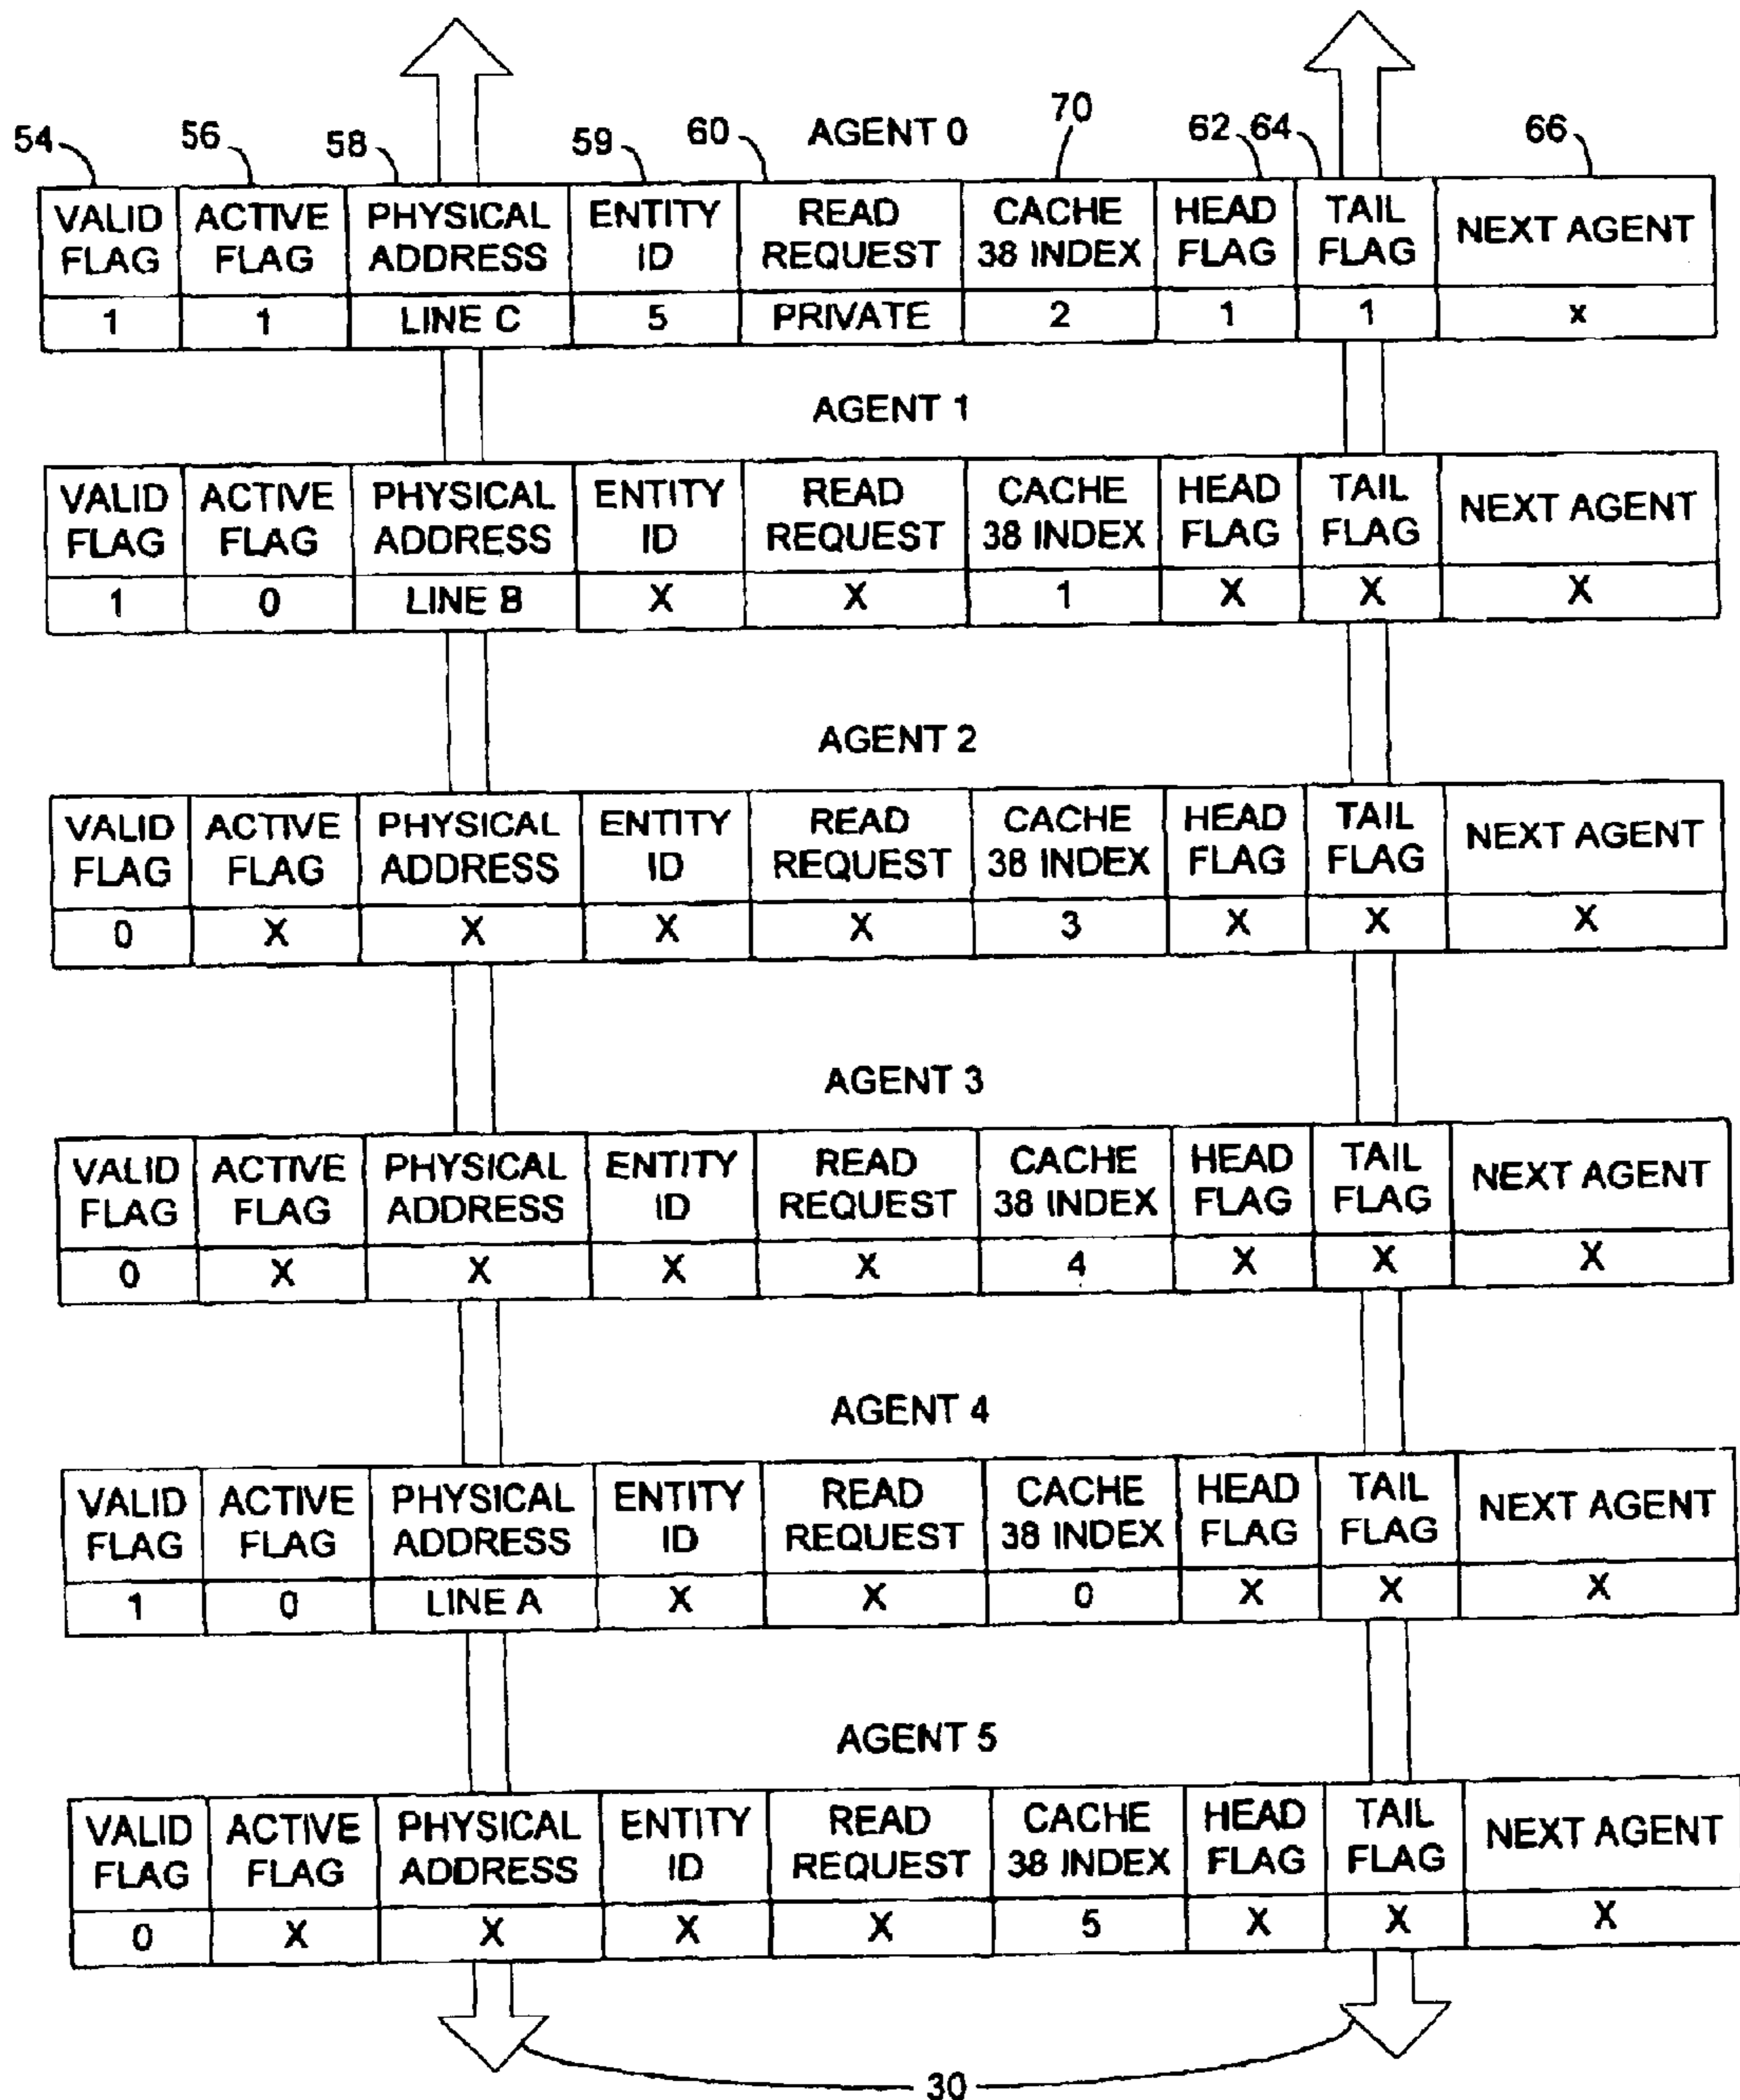 54 56 58 59 60 AGENT 0 70 62 64 66
VALID FLAG ACTIVE FLAG PHYSICAL ADDRESS ENTITY ID READ REQUEST CACHE 38 INDEX HEAD FLAG TAIL FLAG NEXT AGENT
1 1 LINE C 5 PRIVATE 2 1 1 x
AGENT 1
VALID FLAG ACTIVE FLAG PHYSICAL ADDRESS ENTITY ID READ REQUEST CACHE 38 INDEX HEAD FLAG TAIL FLAG NEXT AGENT
1 0 LINE B X X 1 X X X
AGENT 2
VALID FLAG ACTIVE FLAG PHYSICAL ADDRESS ENTITY ID READ REQUEST CACHE 38 INDEX HEAD FLAG TAIL FLAG NEXT AGENT
0 X X X X 3 X X X
AGENT 3
VALID FLAG ACTIVE FLAG PHYSICAL ADDRESS ENTITY ID READ REQUEST CACHE 38 INDEX HEAD FLAG TAIL FLAG NEXT AGENT
0 X X X X 4 X X X
AGENT 4
VALID FLAG ACTIVE FLAG PHYSICAL ADDRESS ENTITY ID READ REQUEST CACHE 38 INDEX HEAD FLAG TAIL FLAG NEXT AGENT
1 0 LINE A X X 0 X X X
AGENT 5
VALID FLAG ACTIVE FLAG PHYSICAL ADDRESS ENTITY ID READ REQUEST CACHE 38 INDEX HEAD FLAG TAIL FLAG NEXT AGENT
0 X X X X 5 X X X
30